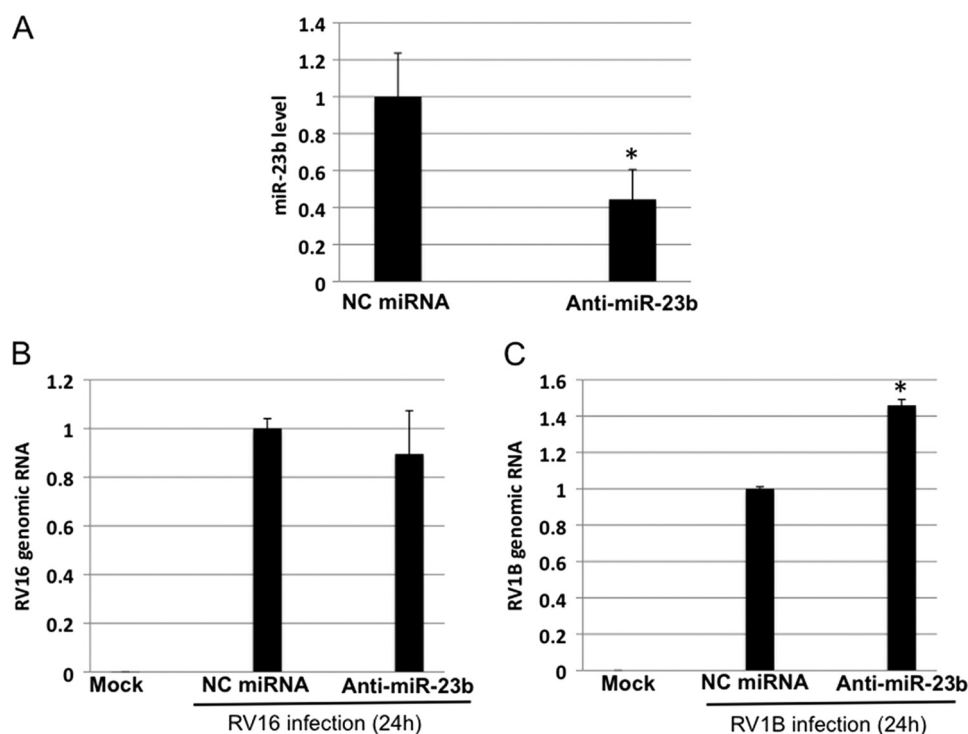 A
miR-23b level
1.4
1.2
1
0.8
0.6
0.4
0.2
0
*
NC miRNA Anti-miR-23b
B
RV16 genomic RNA
1.2
1
0.8
0.6
0.4
0.2
0
Mock NC miRNA Anti-miR-23b
RV16 infection (24h)
C
RV1B genomic RNA
1.6
1.4
1.2
1
0.8
0.6
0.4
0.2
0
*
Mock NC miRNA Anti-miR-23b
RV1B infection (24h)